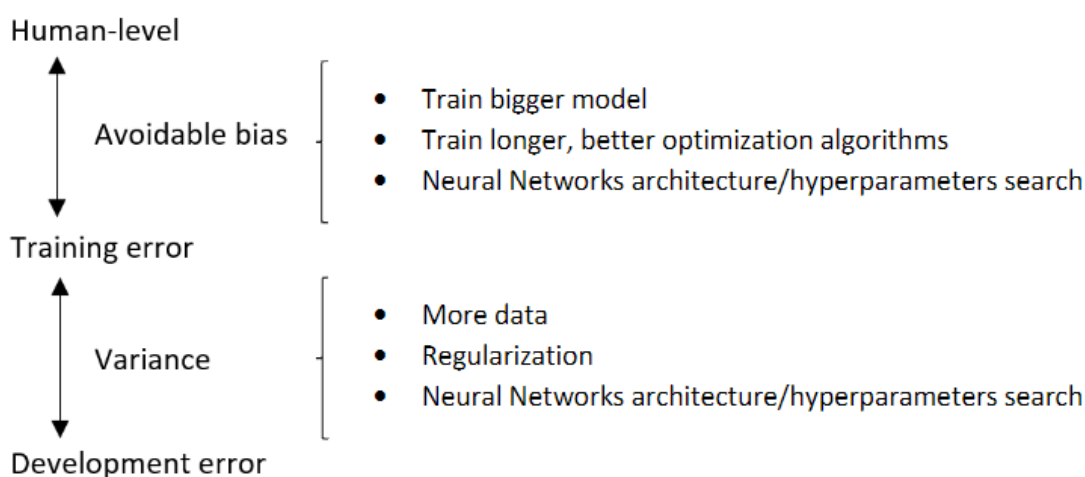 Human-level
Avoidable bias
• Train bigger model
• Train longer, better optimization algorithms
• Neural Networks architecture/hyperparameters search
Training error
Variance
• More data
• Regularization
• Neural Networks architecture/hyperparameters search
Development error